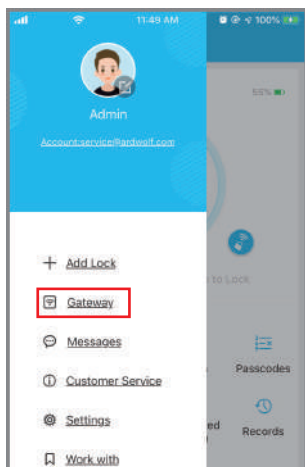 11:49 AM
100%
Admin
Account:service@ardwolf.com
55%
+ Add Lock
Gateway
to Lock
Messages
Passcodes
Customer Service
Settings
ed
Records
Work with